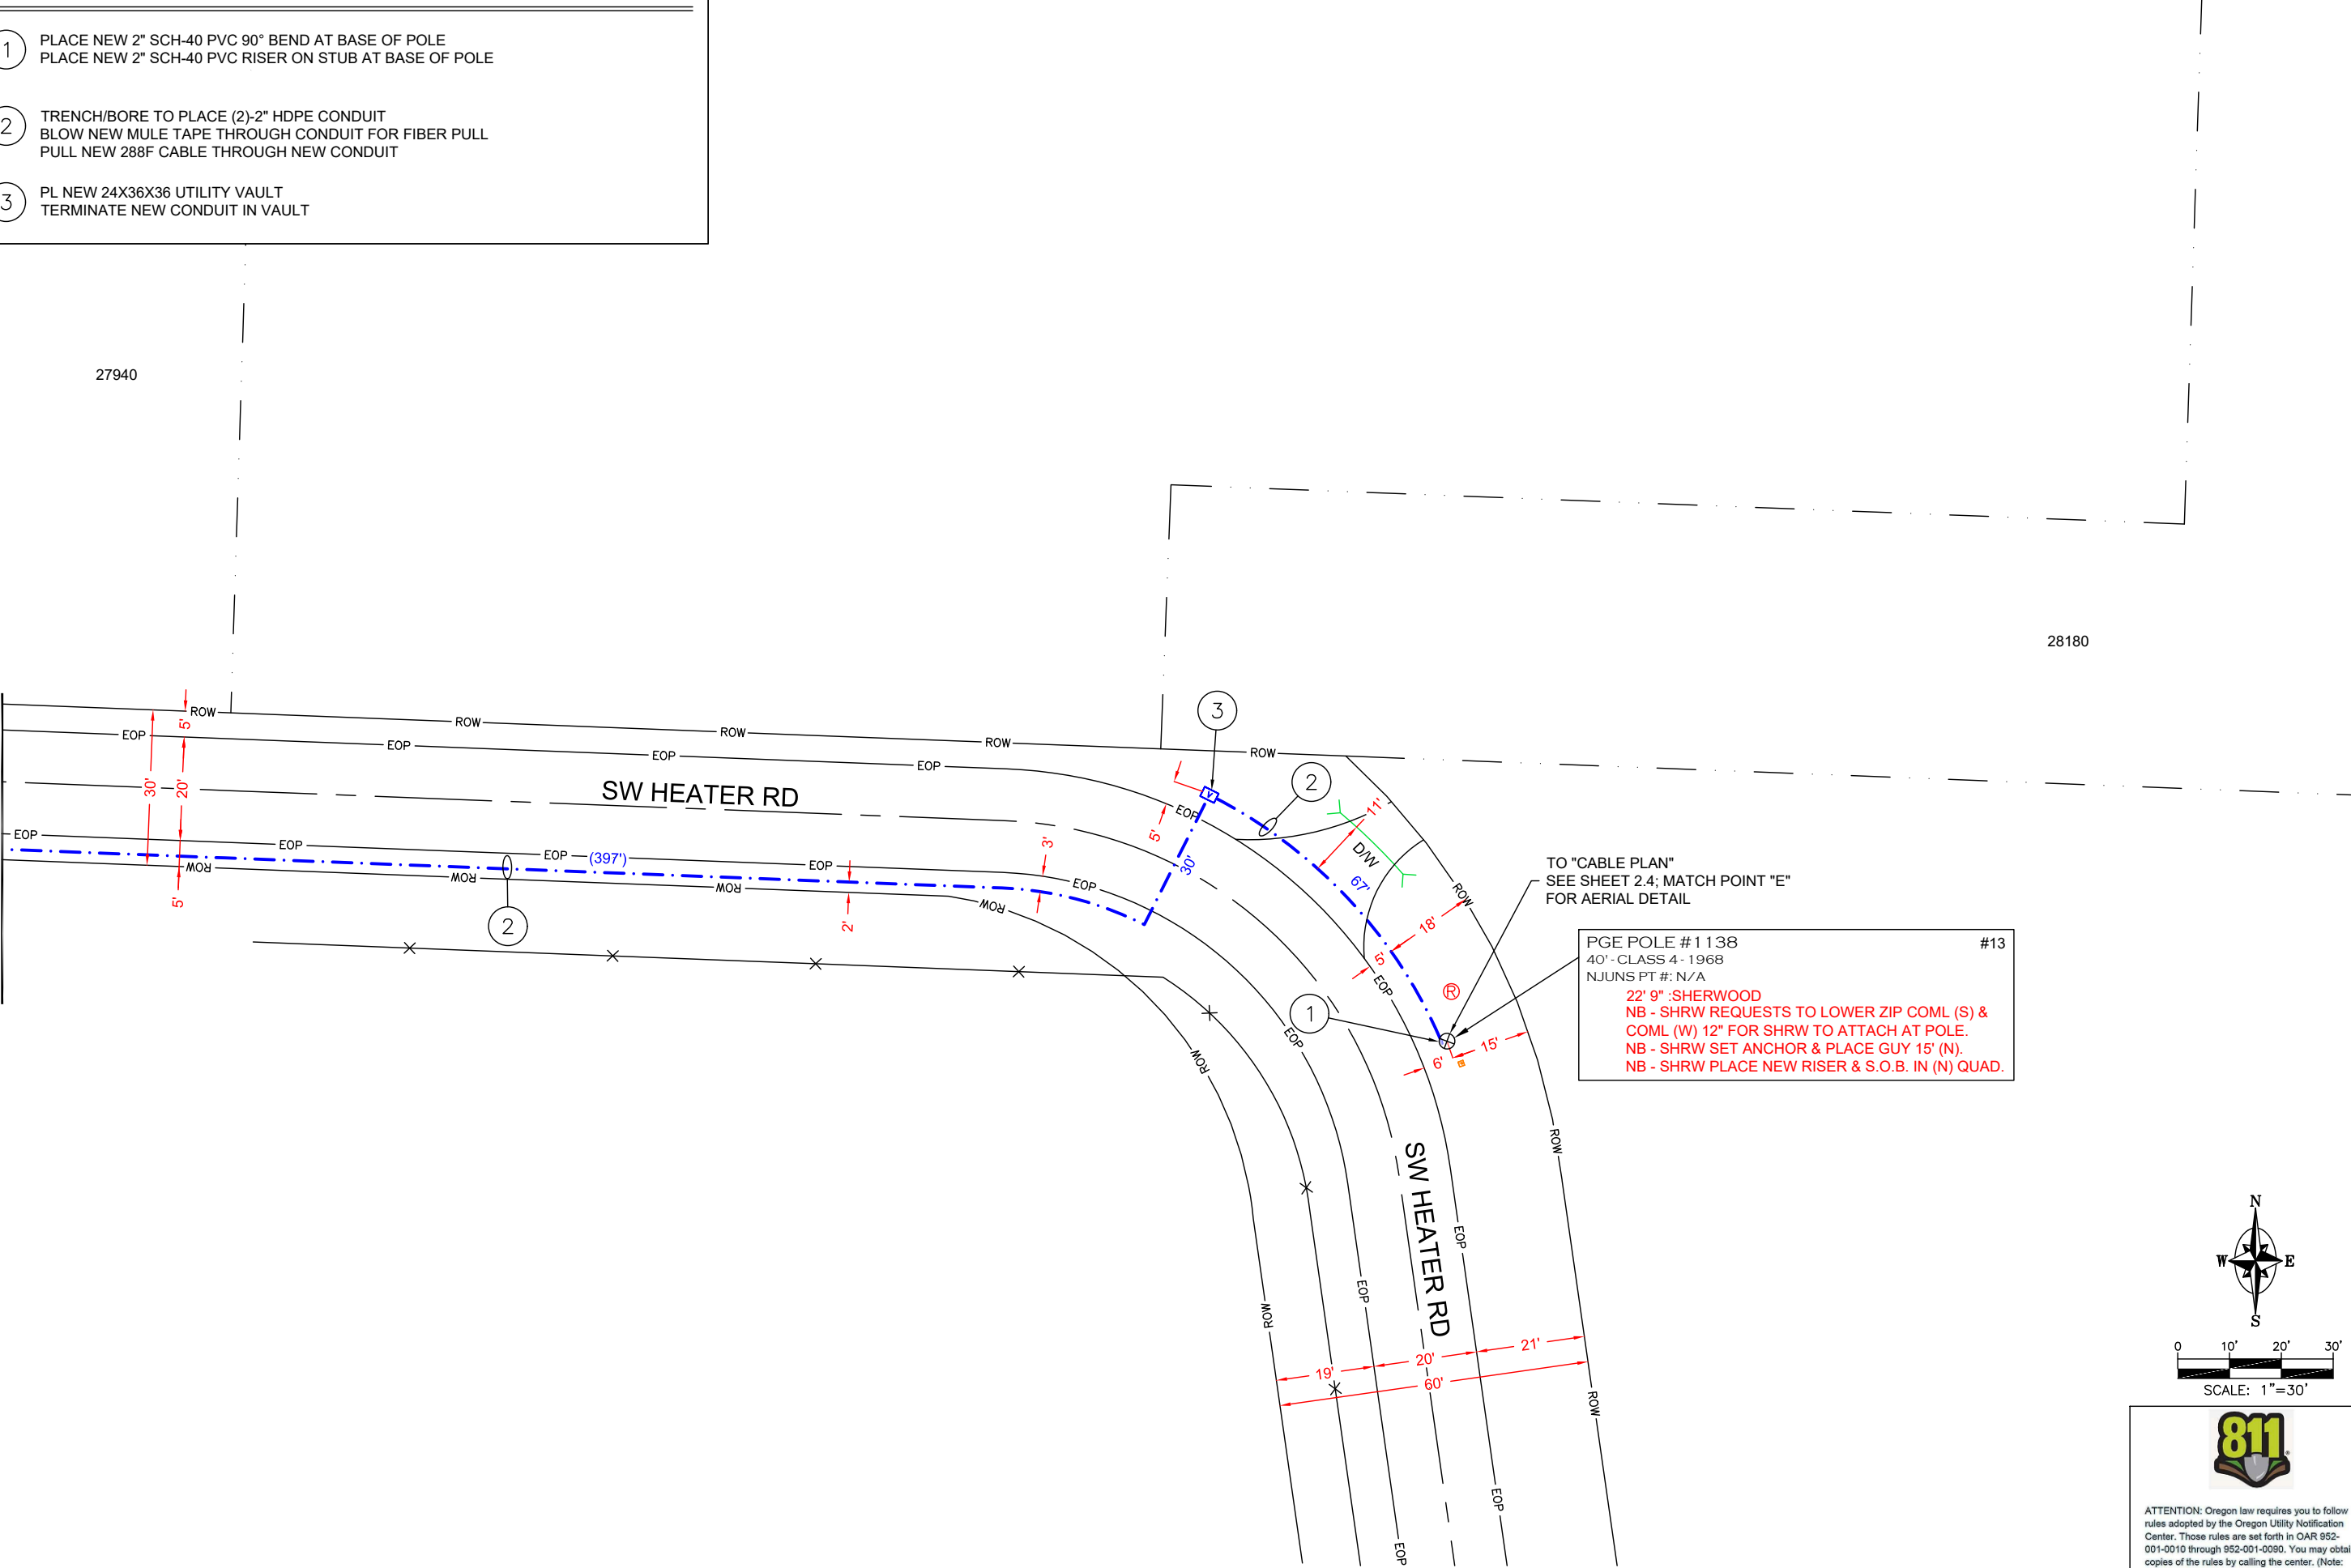 1
PLACE NEW 2" SCH-40 PVC 90° BEND AT BASE OF POLE
PLACE NEW 2" SCH-40 PVC RISER ON STUB AT BASE OF POLE
2
TRENCH/BORE TO PLACE (2)-2" HDPE CONDUIT
BLOW NEW MULE TAPE THROUGH CONDUIT FOR FIBER PULL
PULL NEW 288F CABLE THROUGH NEW CONDUIT
3
PL NEW 24X36X36 UTILITY VAULT
TERMINATE NEW CONDUIT IN VAULT
27940
28180
ROW
ROW
ROW
ROW
ROW
5'
EOP
EOP
EOP
EOP
30'
20'
SW HEATER RD
3
2
V
EOP
5'
11'
D/W
30'
67'
3'
EOP
EOP
EOP
(397')
EOP
EOP
ROW
ROW
ROW
ROW
5'
2
2'
ROW
18'
5'
EOP
TO "CABLE PLAN"
SEE SHEET 2.4; MATCH POINT "E"
FOR AERIAL DETAIL
PGE POLE #1138
#13
40' - CLASS 4 - 1968
NJUNS PT #: N/A
22' 9" :SHERWOOD
NB - SHRW REQUESTS TO LOWER ZIP COML (S) &
COML (W) 12" FOR SHRW TO ATTACH AT POLE.
NB - SHRW SET ANCHOR & PLACE GUY 15' (N).
NB - SHRW PLACE NEW RISER & S.O.B. IN (N) QUAD.
R
1
EOP
ROW
6'
15'
ROW
SW HEATER RD
EOP
EOP
ROW
19'
20'
21'
60'
ROW
EOP
EOP
N
W
E
S
0 10' 20' 30'
SCALE: 1"=30'
811
®
ATTENTION: Oregon law requires you to follow
rules adopted by the Oregon Utility Notification
Center. Those rules are set forth in OAR 952-
001-0010 through 952-001-0090. You may obtai
copies of the rules by calling the center. (Note: